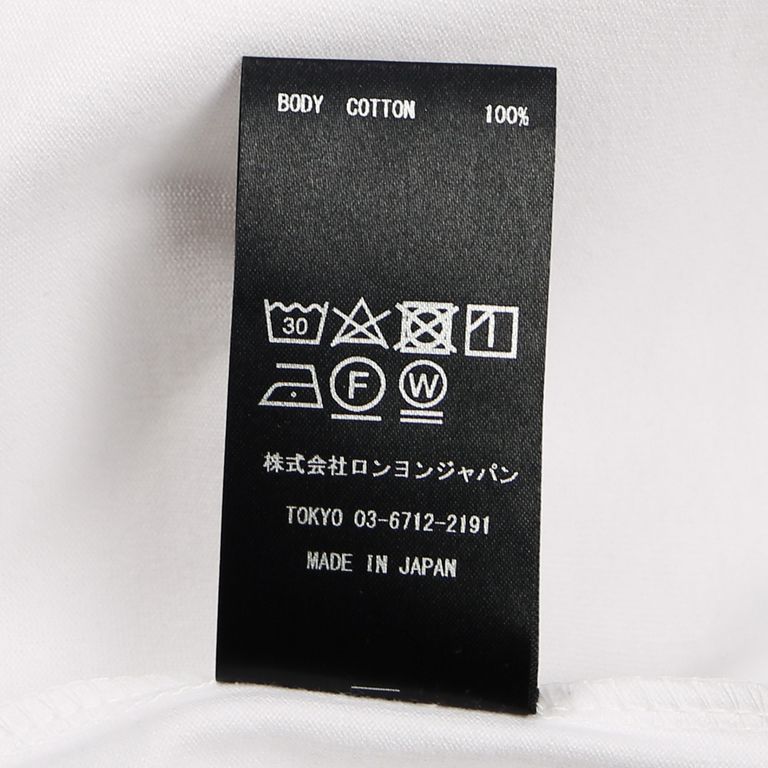 BODY COTTON 100%
30
F W
株式会社ロンヨンジャパン
TOKYO 03-6712-2191
MADE IN JAPAN